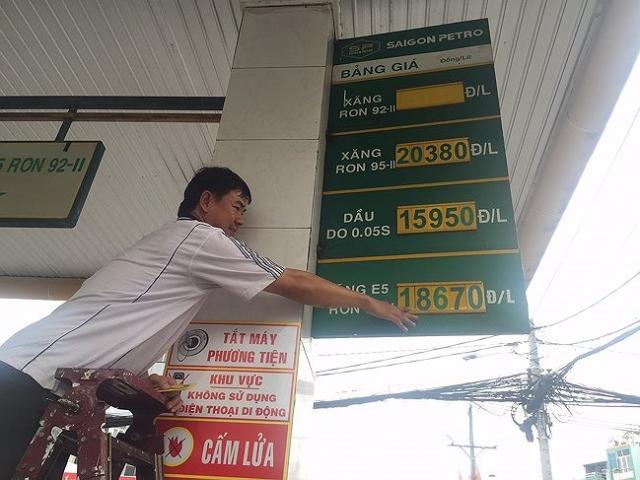 SP
SAIGON PETRO
BẢNG GIÁ Đồng/Lít
XĂNG
RON 92-II Đ/L
XĂNG
RON 95-II 20380 Đ/L
DẦU
DO 0.05S 15950 Đ/L
E5
RON 18670 Đ/L
5 RON 92-II
TẮT MÁY
PHƯƠNG TIỆN
KHU VỰC
KHÔNG SỬ DỤNG
ĐIỆN THOẠI DI ĐỘNG
CẤM LỬA